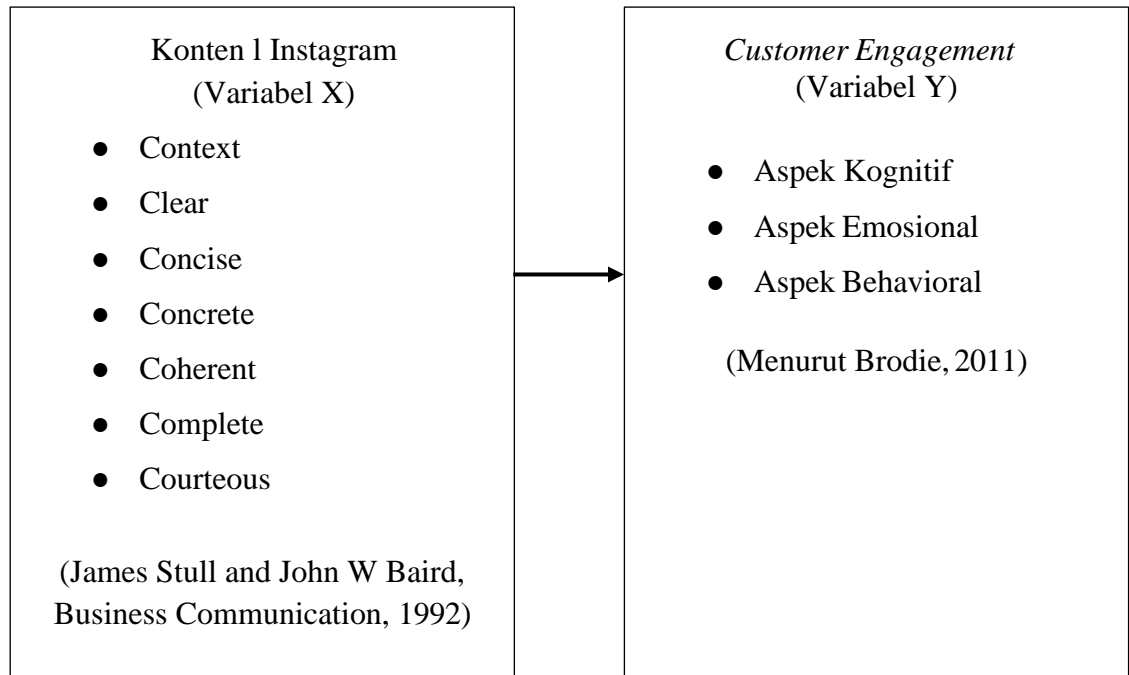 Konten l Instagram
(Variabel X)
● Context
● Clear
● Concise
● Concrete
● Coherent
● Complete
● Courteous
(James Stull and John W Baird,
Business Communication, 1992)
Customer Engagement
(Variabel Y)
● Aspek Kognitif
● Aspek Emosional
● Aspek Behavioral
(Menurut Brodie, 2011)